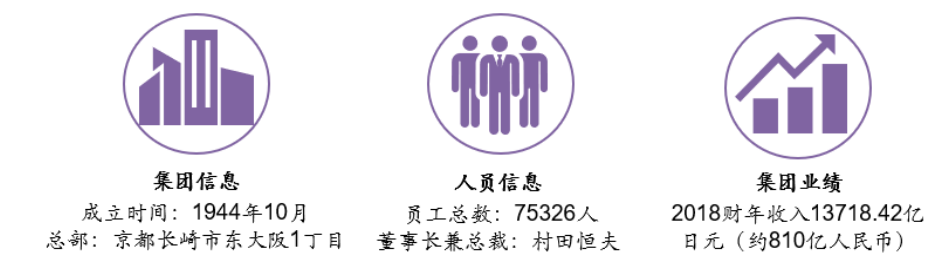 集团信息
成立时间：1944年10月
总部：京都长崎市东大阪1丁目
人员信息
员工总数：75326人
董事长兼总裁：村田恒夫
集团业绩
2018财年收入13718.42亿
日元（约810亿人民币）